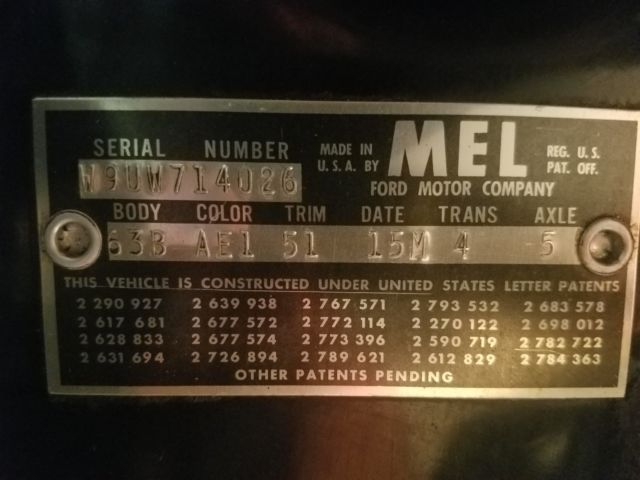 SERIAL NUMBER
MADE IN
U.S.A. BY
MEL
REG. U.S.
PAT. OFF.
FORD MOTOR COMPANY
W9UW714026
BODY COLOR TRIM DATE TRANS AXLE
63B AE1 51 15M 4 5
THIS VEHICLE IS CONSTRUCTED UNDER UNITED STATES LETTER PATENTS
2 290 927 2 639 938 2 767 571 2 793 532 2 683 578
2 617 681 2 677 572 2 772 114 2 270 122 2 698 012
2 628 833 2 677 574 2 773 396 2 590 719 2 782 722
2 631 694 2 726 894 2 789 621 2 612 829 2 784 363
OTHER PATENTS PENDING